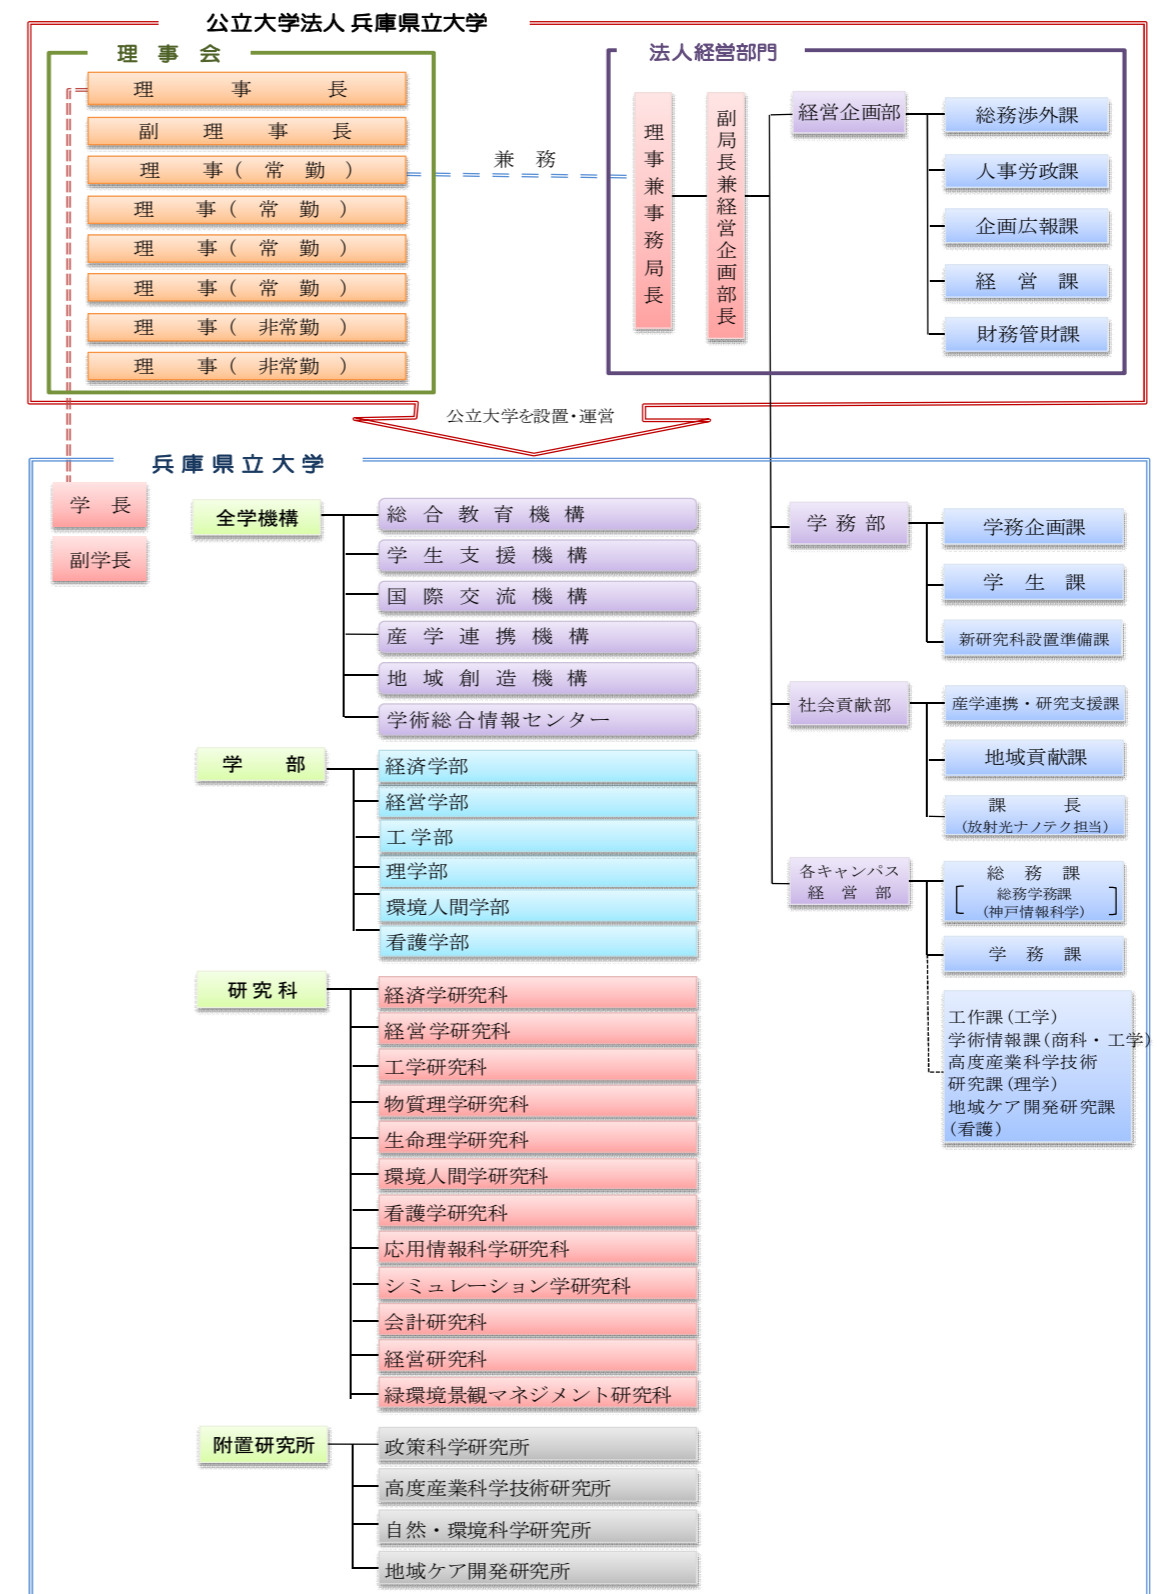 公立大学法人 兵庫県立大学
理 事 会
理 事 長
副 理 事 長
理 事 ( 常 勤 )
理 事 ( 常 勤 )
理 事 ( 常 勤 )
理 事 ( 常 勤 )
理 事 ( 非常勤 )
理 事 ( 非常勤 )
兼 務
法人経営部門
理事兼事務局長
副局長兼経営企画部長
経営企画部
総務渉外課
人事労政課
企画広報課
経 営 課
財務管財課
公立大学を設置・運営
兵庫県立大学
学 長
副学長
全学機構
総 合 教 育 機 構
学 生 支 援 機 構
国 際 交 流 機 構
産 学 連 携 機 構
地 域 創 造 機 構
学術総合情報センター
学 部
経済学部
経営学部
工学部
理学部
環境人間学部
看護学部
研究科
経済学研究科
経営学研究科
工学研究科
物質理学研究科
生命理学研究科
環境人間学研究科
看護学研究科
応用情報科学研究科
シミュレーション学研究科
会計研究科
経営研究科
緑環境景観マネジメント研究科
附置研究所
政策科学研究所
高度産業科学技術研究所
自然・環境科学研究所
地域ケア開発研究所
学 務 部
学務企画課
学 生 課
新研究科設置準備課
社会貢献部
産学連携・研究支援課
地域貢献課
課 長
(放射光ナノテク担当)
各キャンパス
経 営 部
総 務 課
総務学務課
(神戸情報科学)
学 務 課
工作課(工学)
学術情報課(商科・工学)
高度産業科学技術
研究課(理学)
地域ケア開発研究課
(看護)